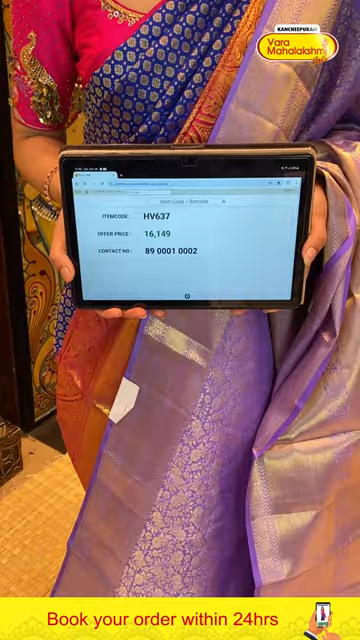 KANCHEEPURAM
Vara
Mahalakshmi
Item Code / Barcode
ITEMCODE : HV637
OFFER PRICE : 16,149
CONTACT NO : 89 0001 0002
Book your order within 24hrs